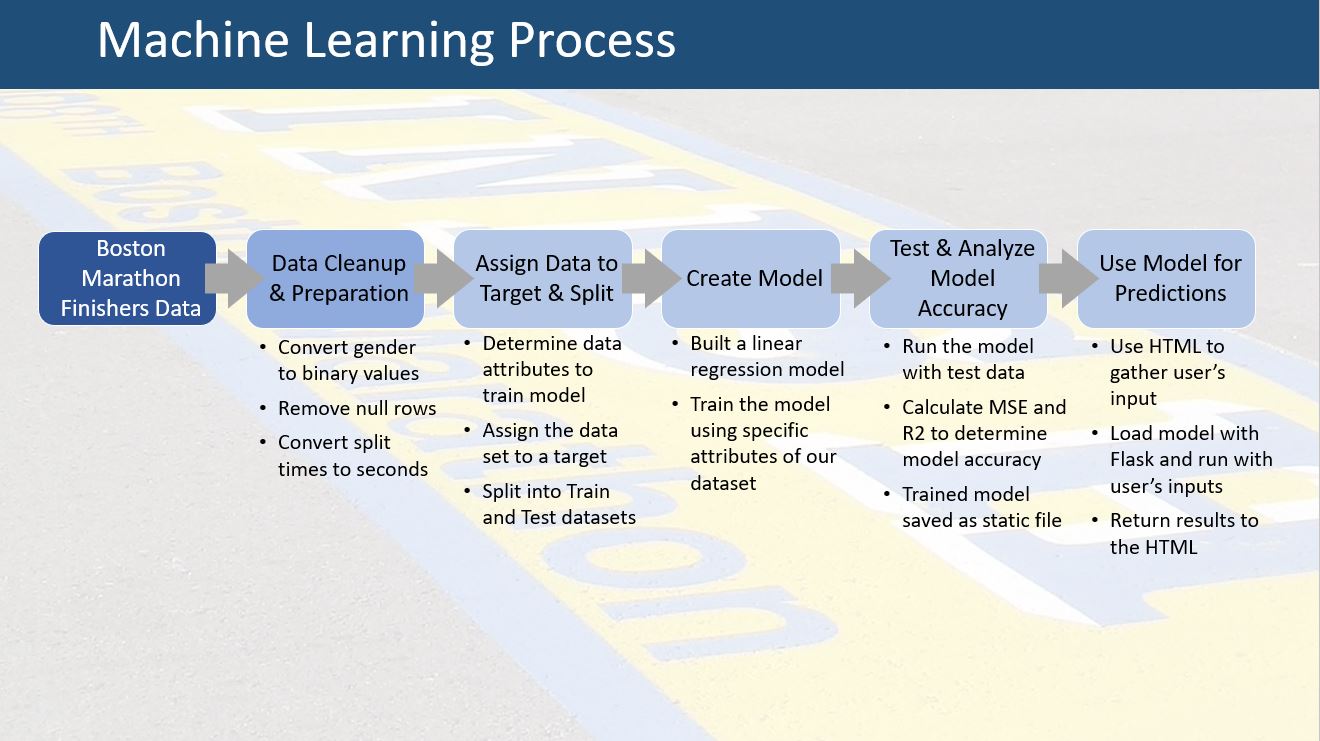 Machine Learning Process
Boston
Marathon
Finishers Data
Data Cleanup
& Preparation
Assign Data to
Target & Split
Create Model
Test & Analyze
Model
Accuracy
Use Model for
Predictions
• Convert gender
to binary values
• Remove null rows
• Convert split
times to seconds
• Determine data
attributes to
train model
• Assign the data
set to a target
• Split into Train
and Test datasets
• Built a linear
regression model
• Train the model
using specific
attributes of our
dataset
• Run the model
with test data
• Calculate MSE and
R2 to determine
model accuracy
• Trained model
saved as static file
• Use HTML to
gather user’s
input
• Load model with
Flask and run with
user’s inputs
• Return results to
the HTML
Boston
Marathon